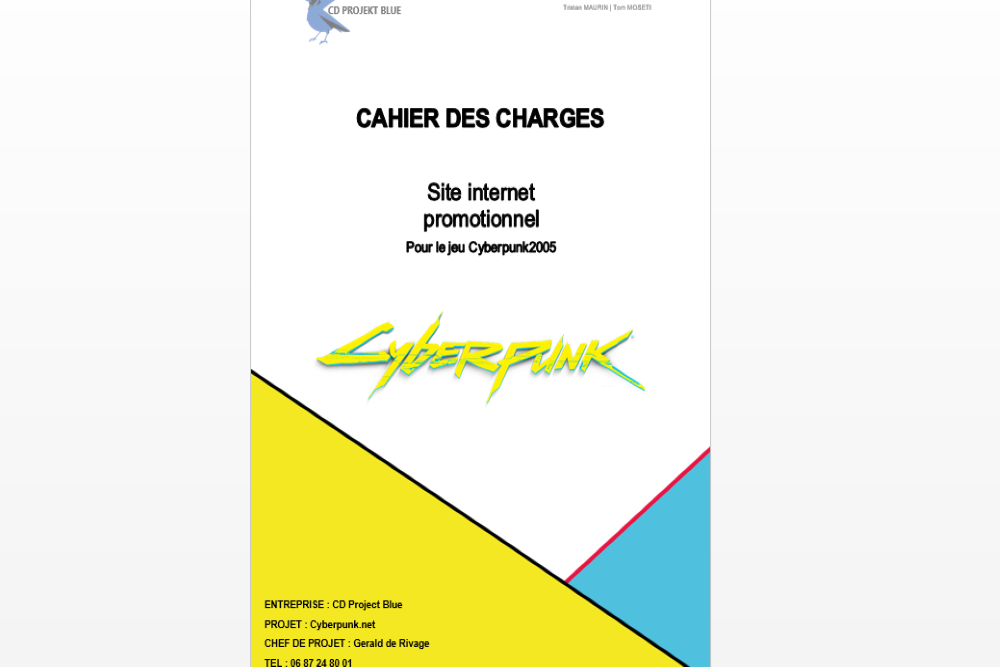 CD PROJEKT BLUE
Tristan MAURIN | Tom MOSETI
CAHIER DES CHARGES
Site internet
promotionnel
Pour le jeu Cyberpunk2005
CYBERPUNK
ENTREPRISE : CD Project Blue
PROJET : Cyberpunk.net
CHEF DE PROJET : Gerald de Rivage
TEL : 06 87 24 80 01